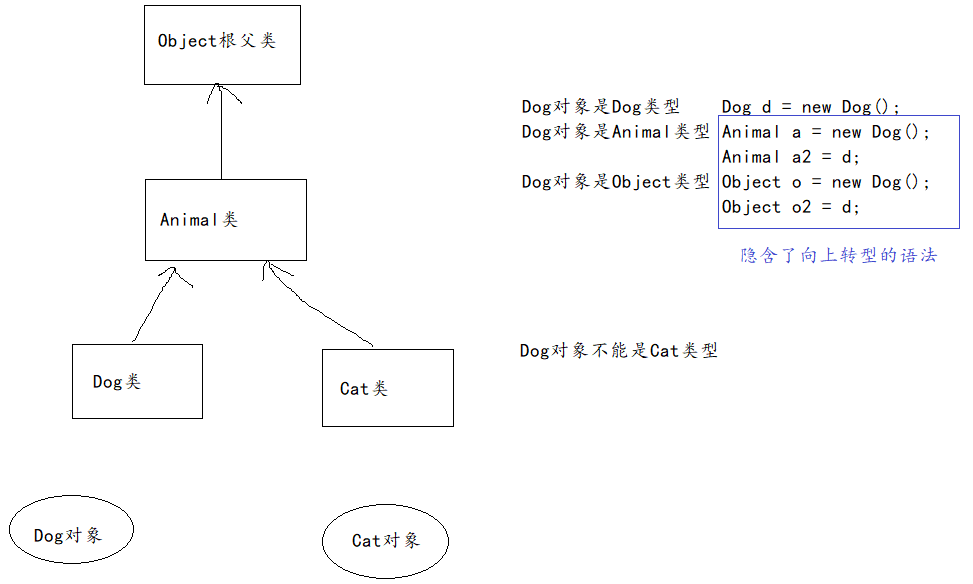 Object根父类
Dog对象是Dog类型 Dog d = new Dog();
Dog对象是Animal类型 Animal a = new Dog();
Animal a2 = d;
Dog对象是Object类型 Object o = new Dog();
Object o2 = d;
Animal类
隐含了向上转型的语法
Dog对象不能是Cat类型
Dog类
Cat类
Dog对象
Cat对象